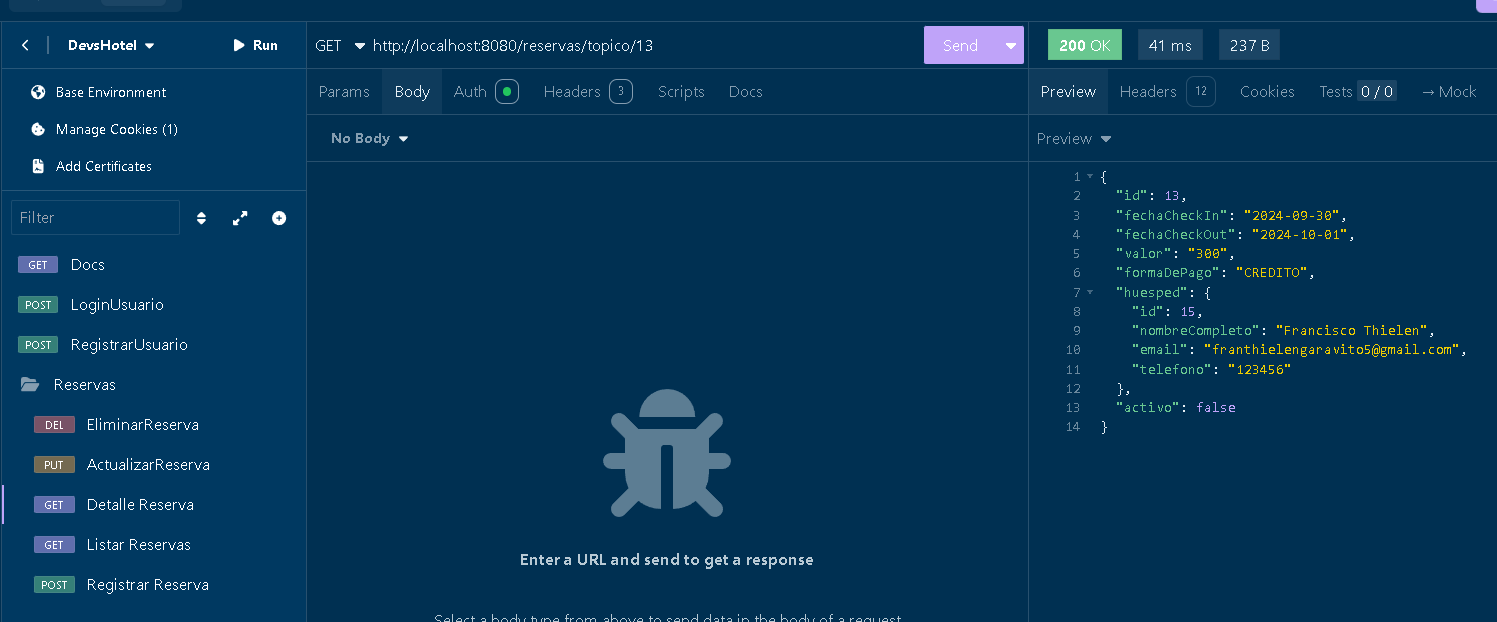 DevsHotel
Run
Base Environment
Manage Cookies (1)
Add Certificates
Filter
GET Docs
POST LoginUsuario
POST RegistrarUsuario
Reservas
DEL EliminarReserva
PUT ActualizarReserva
GET Detalle Reserva
GET Listar Reservas
POST Registrar Reserva
GET http://localhost:8080/reservas/topico/13
Send
Params Body Auth Headers 3 Scripts Docs
No Body
Enter a URL and send to get a response
Select a body type from above to send data in the body of a request
200 OK 41 ms 237 B
Preview Headers 12 Cookies Tests 0 / 0 → Mock
Preview
1 {
2 "id": 13,
3 "fechaCheckIn": "2024-09-30",
4 "fechaCheckOut": "2024-10-01",
5 "valor": "300",
6 "formaDePago": "CREDITO",
7 "huesped": {
8 "id": 15,
9 "nombreCompleto": "Francisco Thielen",
10 "email": "franthielengaravito5@gmail.com",
11 "telefono": "123456"
12 },
13 "activo": false
14 }